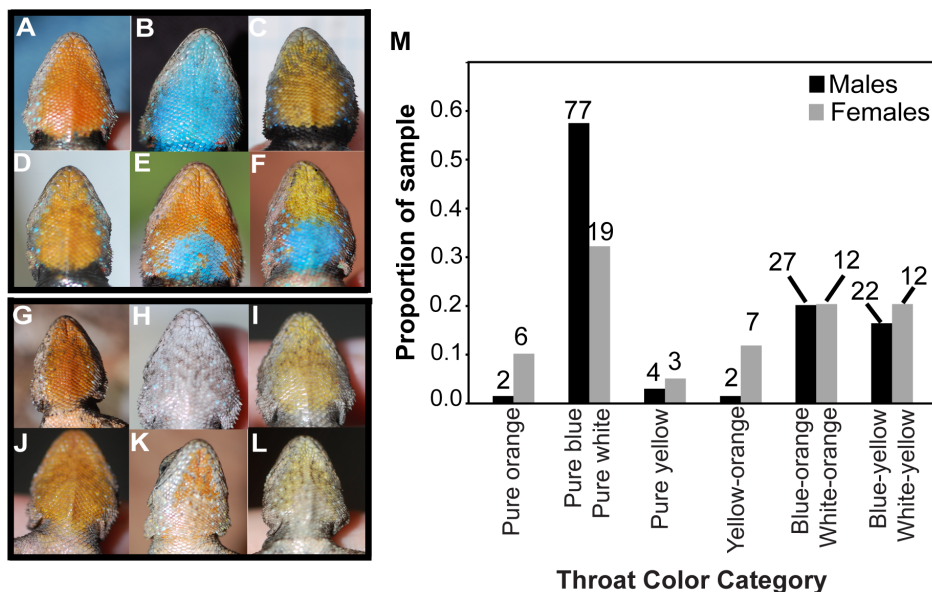 A
B
C
D
E
F
G
H
I
J
K
L
M
Proportion of sample
0.6
0.5
0.4
0.3
0.2
0.1
0.0
Males
Females
2
6
77
19
4
3
2
7
27
12
22
12
Pure orange
Pure blue
Pure white
Pure yellow
Yellow-orange
Blue-orange
White-orange
Blue-yellow
White-yellow
Throat Color Category